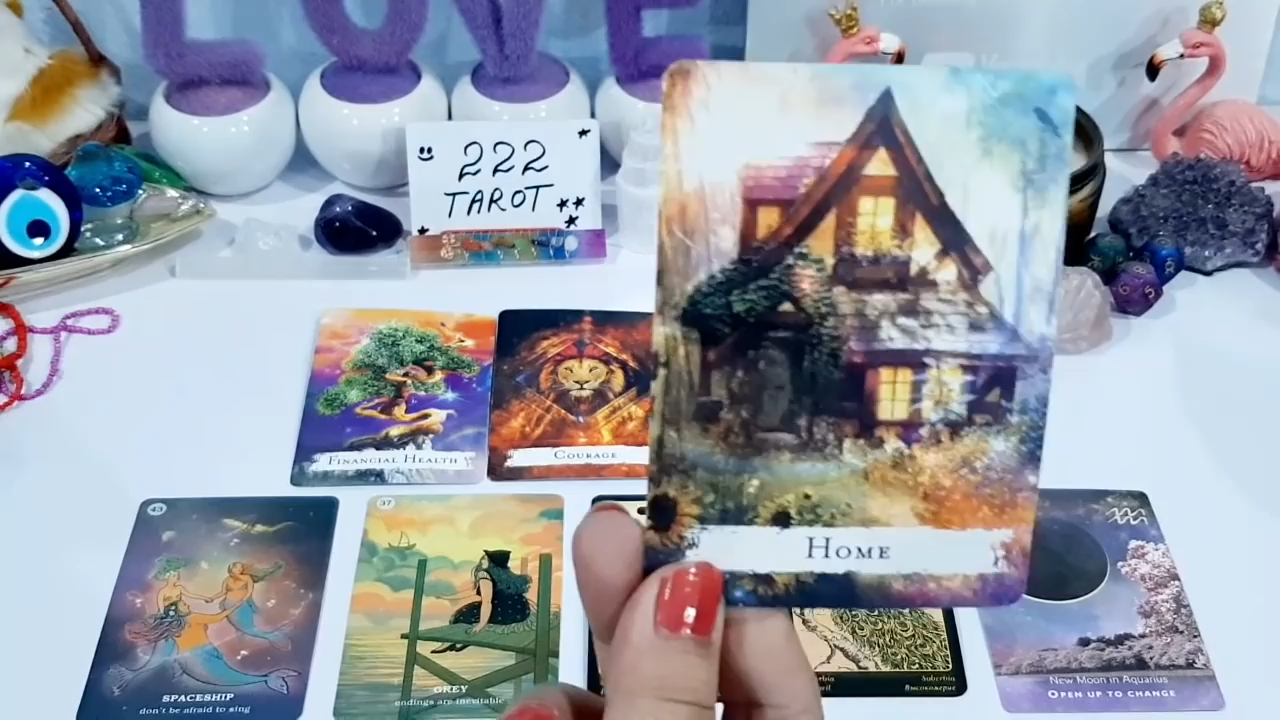 LOVE
222
TAROT
FINANCIAL HEALTH
COURAGE
HOME
43
SPACESHIP
don't be afraid to sing
37
GREY
endings are inevitable
New Moon in Aquarius
OPEN UP TO CHANGE